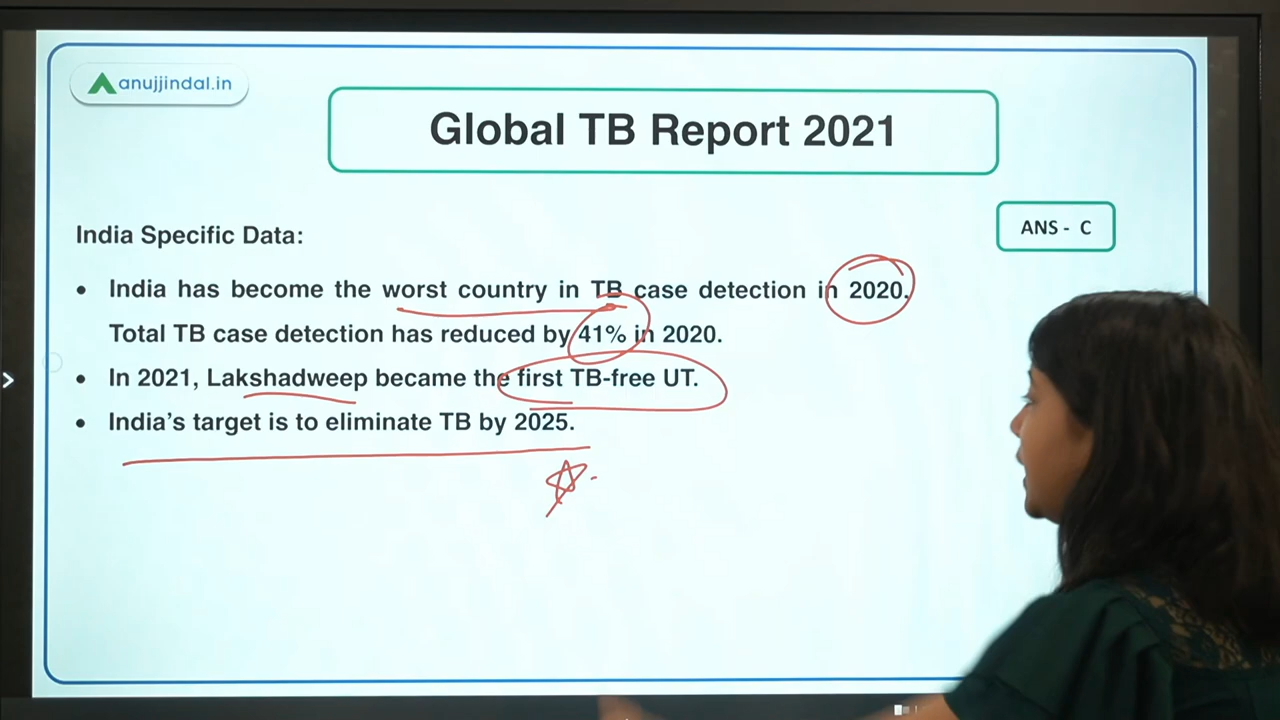 anujjindal.in
Global TB Report 2021
ANS - C
India Specific Data:
• India has become the worst country in TB case detection in 2020.
Total TB case detection has reduced by 41% in 2020.
• In 2021, Lakshadweep became the first TB-free UT.
• India's target is to eliminate TB by 2025.